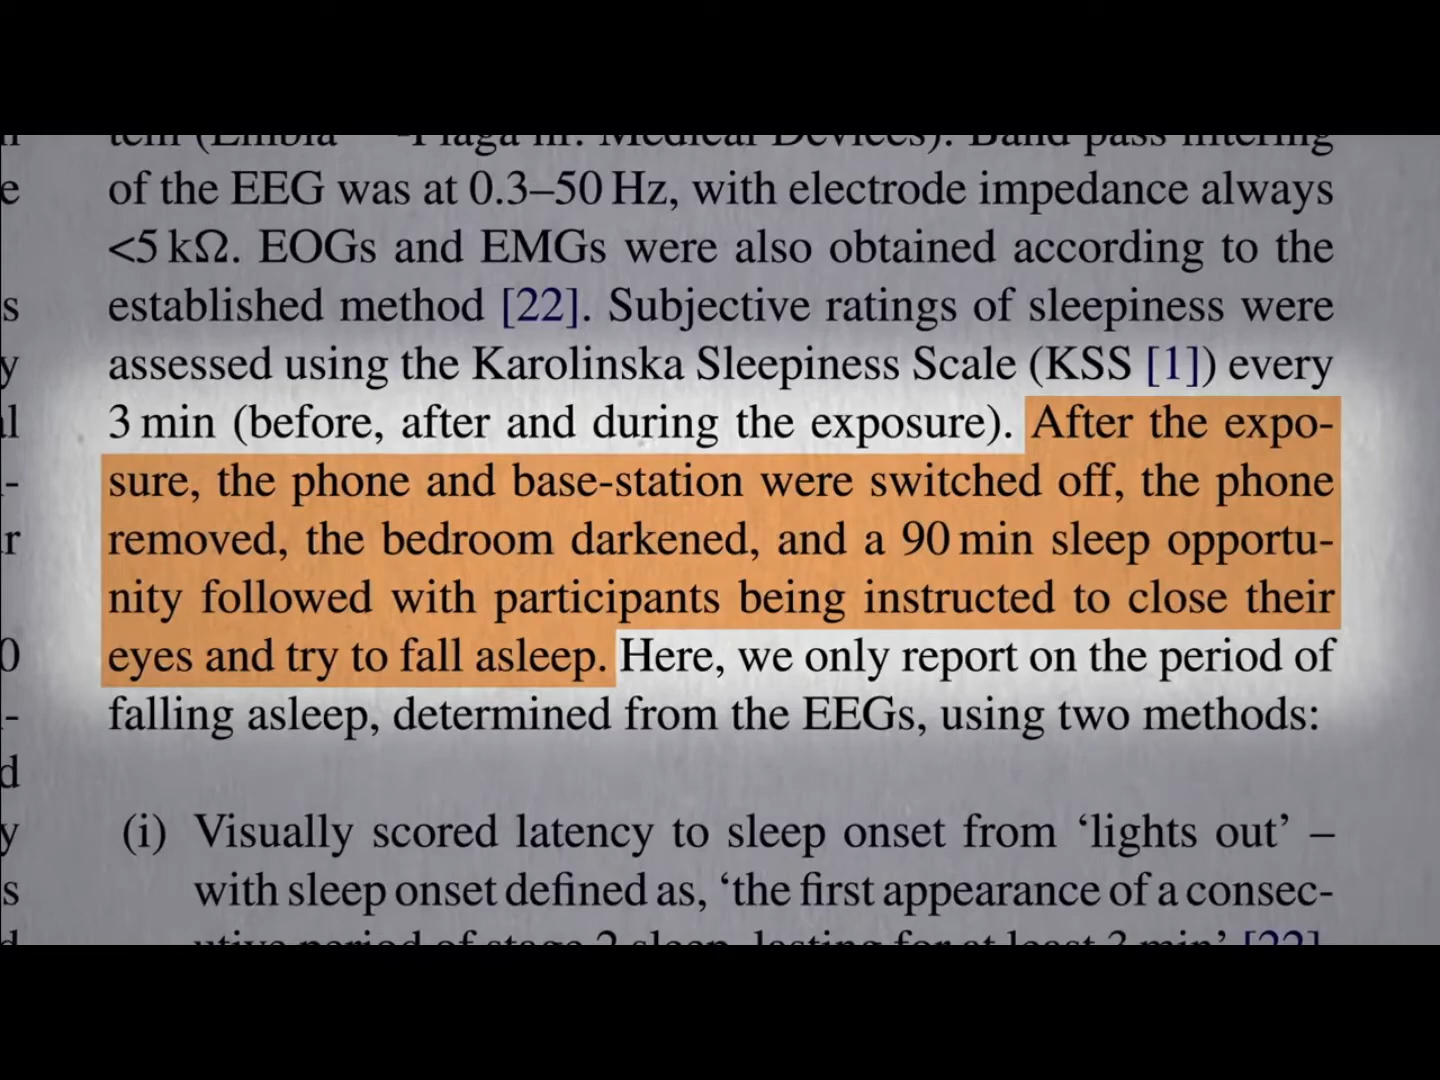 of the EEG was at 0.3–50 Hz, with electrode impedance always
<5 kΩ. EOGs and EMGs were also obtained according to the
established method [22]. Subjective ratings of sleepiness were
assessed using the Karolinska Sleepiness Scale (KSS [1]) every
3 min (before, after and during the exposure). After the expo-
sure, the phone and base-station were switched off, the phone
removed, the bedroom darkened, and a 90 min sleep opportu-
nity followed with participants being instructed to close their
eyes and try to fall asleep. Here, we only report on the period of
falling asleep, determined from the EEGs, using two methods:
(i) Visually scored latency to sleep onset from ‘lights out’ –
with sleep onset defined as, ‘the first appearance of a consec-